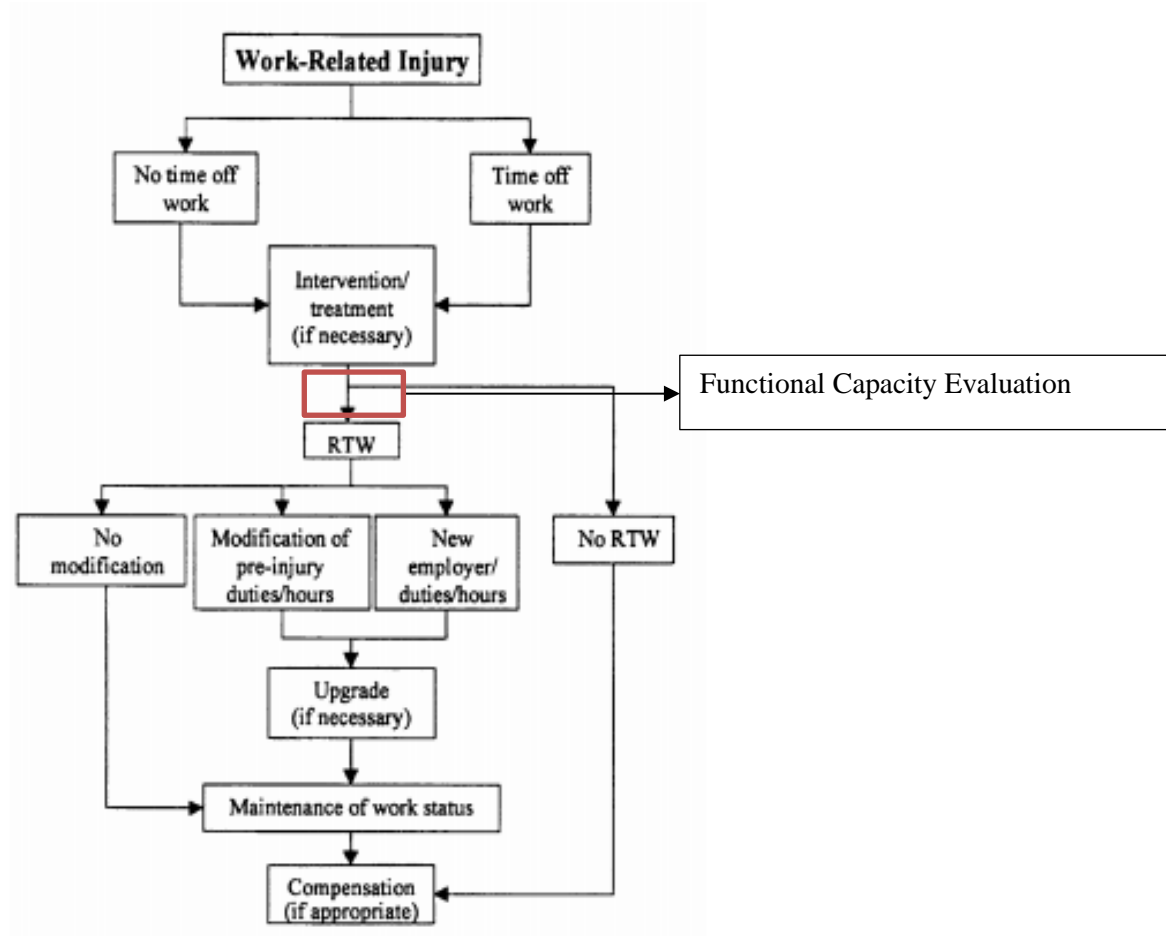 Work-Related Injury
No time off
work
Time off
work
Intervention/
treatment
(if necessary)
Functional Capacity Evaluation
RTW
No
modification
Modification of
pre-injury
duties/hours
New
employer/
duties/hours
No RTW
Upgrade
(if necessary)
Maintenance of work status
Compensation
(if appropriate)